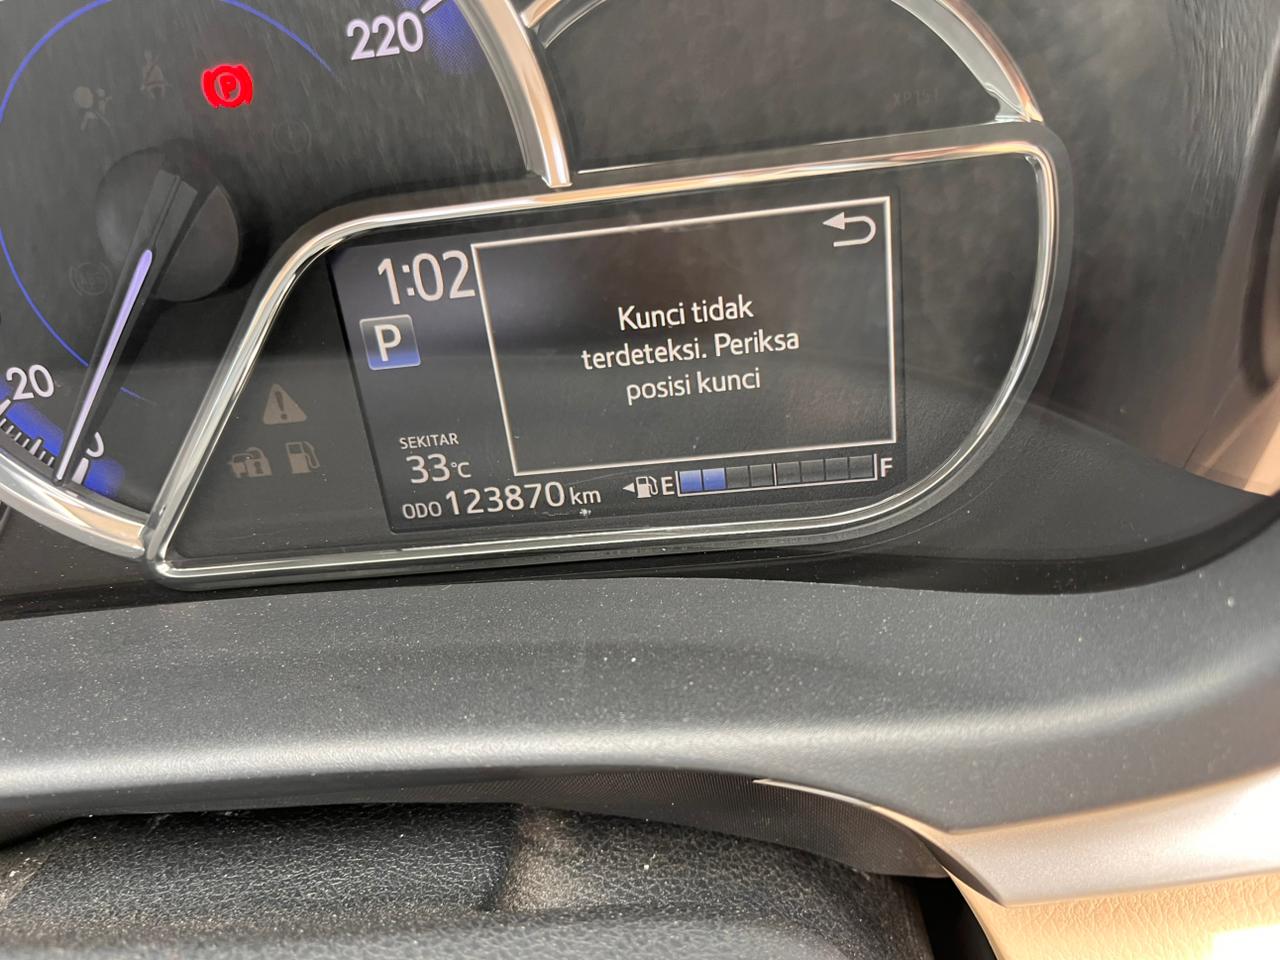 220
P
20
1:02
P
Kunci tidak
terdeteksi. Periksa
posisi kunci
SEKITAR
33°C
ODO 123870 km
E
F